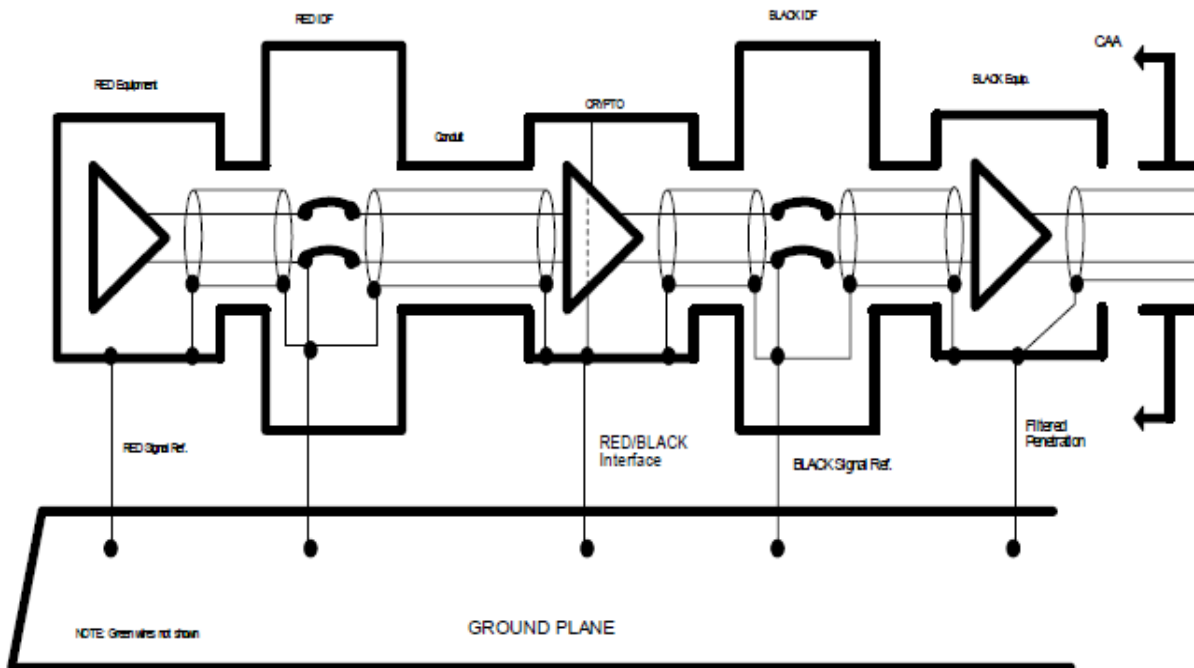 RED IDF
BLACK IDF
CAA
RED Equipment
BLACK Equip.
CRYPTO
Conduit
RED Signal Ref.
RED/BLACK
Interface
BLACK Signal Ref.
Filtered
Penetration
NOTE: Green wires not shown
GROUND PLANE